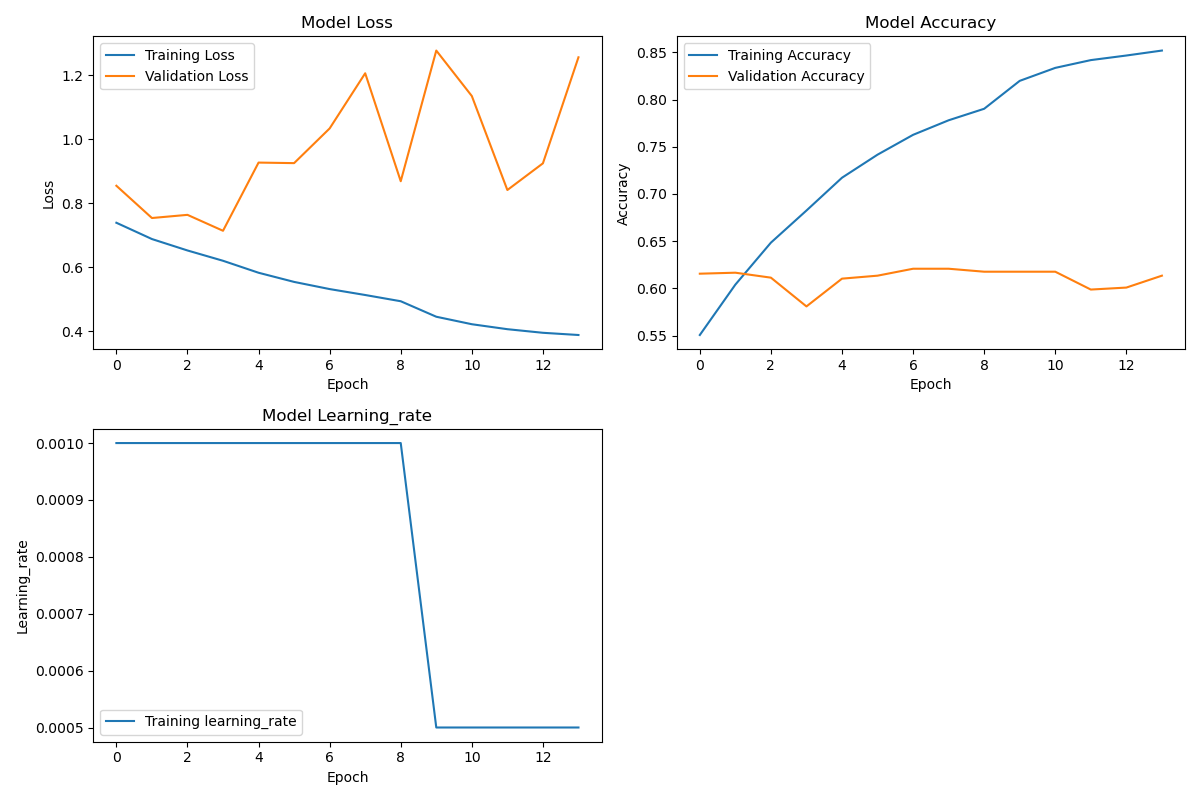 Model Loss
Training Loss
Validation Loss
Loss
1.2
1.0
0.8
0.6
0.4
0 2 4 6 8 10 12
Epoch
Model Accuracy
Training Accuracy
Validation Accuracy
Accuracy
0.85
0.80
0.75
0.70
0.65
0.60
0.55
0 2 4 6 8 10 12
Epoch
Model Learning_rate
Learning_rate
0.0010
0.0009
0.0008
0.0007
0.0006
0.0005
Training learning_rate
0 2 4 6 8 10 12
Epoch